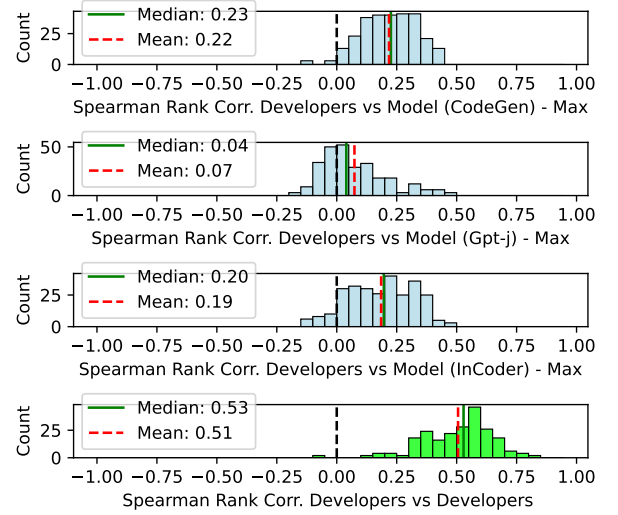 Count
25
0
Median: 0.23
Mean: 0.22
−1.00 −0.75 −0.50 −0.25 0.00 0.25 0.50 0.75 1.00
Spearman Rank Corr. Developers vs Model (CodeGen) - Max
Count
50
25
0
Median: 0.04
Mean: 0.07
−1.00 −0.75 −0.50 −0.25 0.00 0.25 0.50 0.75 1.00
Spearman Rank Corr. Developers vs Model (Gpt-j) - Max
Count
25
0
Median: 0.20
Mean: 0.19
−1.00 −0.75 −0.50 −0.25 0.00 0.25 0.50 0.75 1.00
Spearman Rank Corr. Developers vs Model (InCoder) - Max
Count
25
0
Median: 0.53
Mean: 0.51
−1.00 −0.75 −0.50 −0.25 0.00 0.25 0.50 0.75 1.00
Spearman Rank Corr. Developers vs Developers